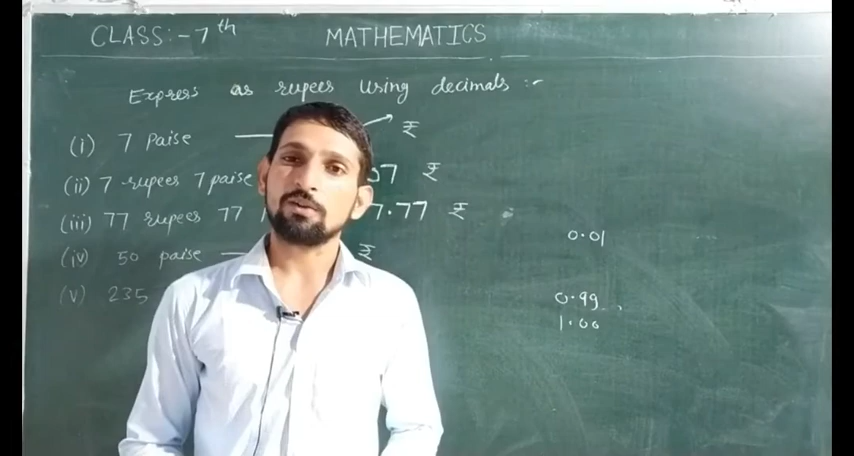 CLASS:- 7th MATHEMATICS
Express as rupees using decimals :-
(i) 7 paise ₹
(ii) 7 rupees 7 paise 07 ₹
(iii) 77 rupees 77 7.77 ₹
(iv) 50 paise ₹
(v) 235
0.01
0.99
1.00